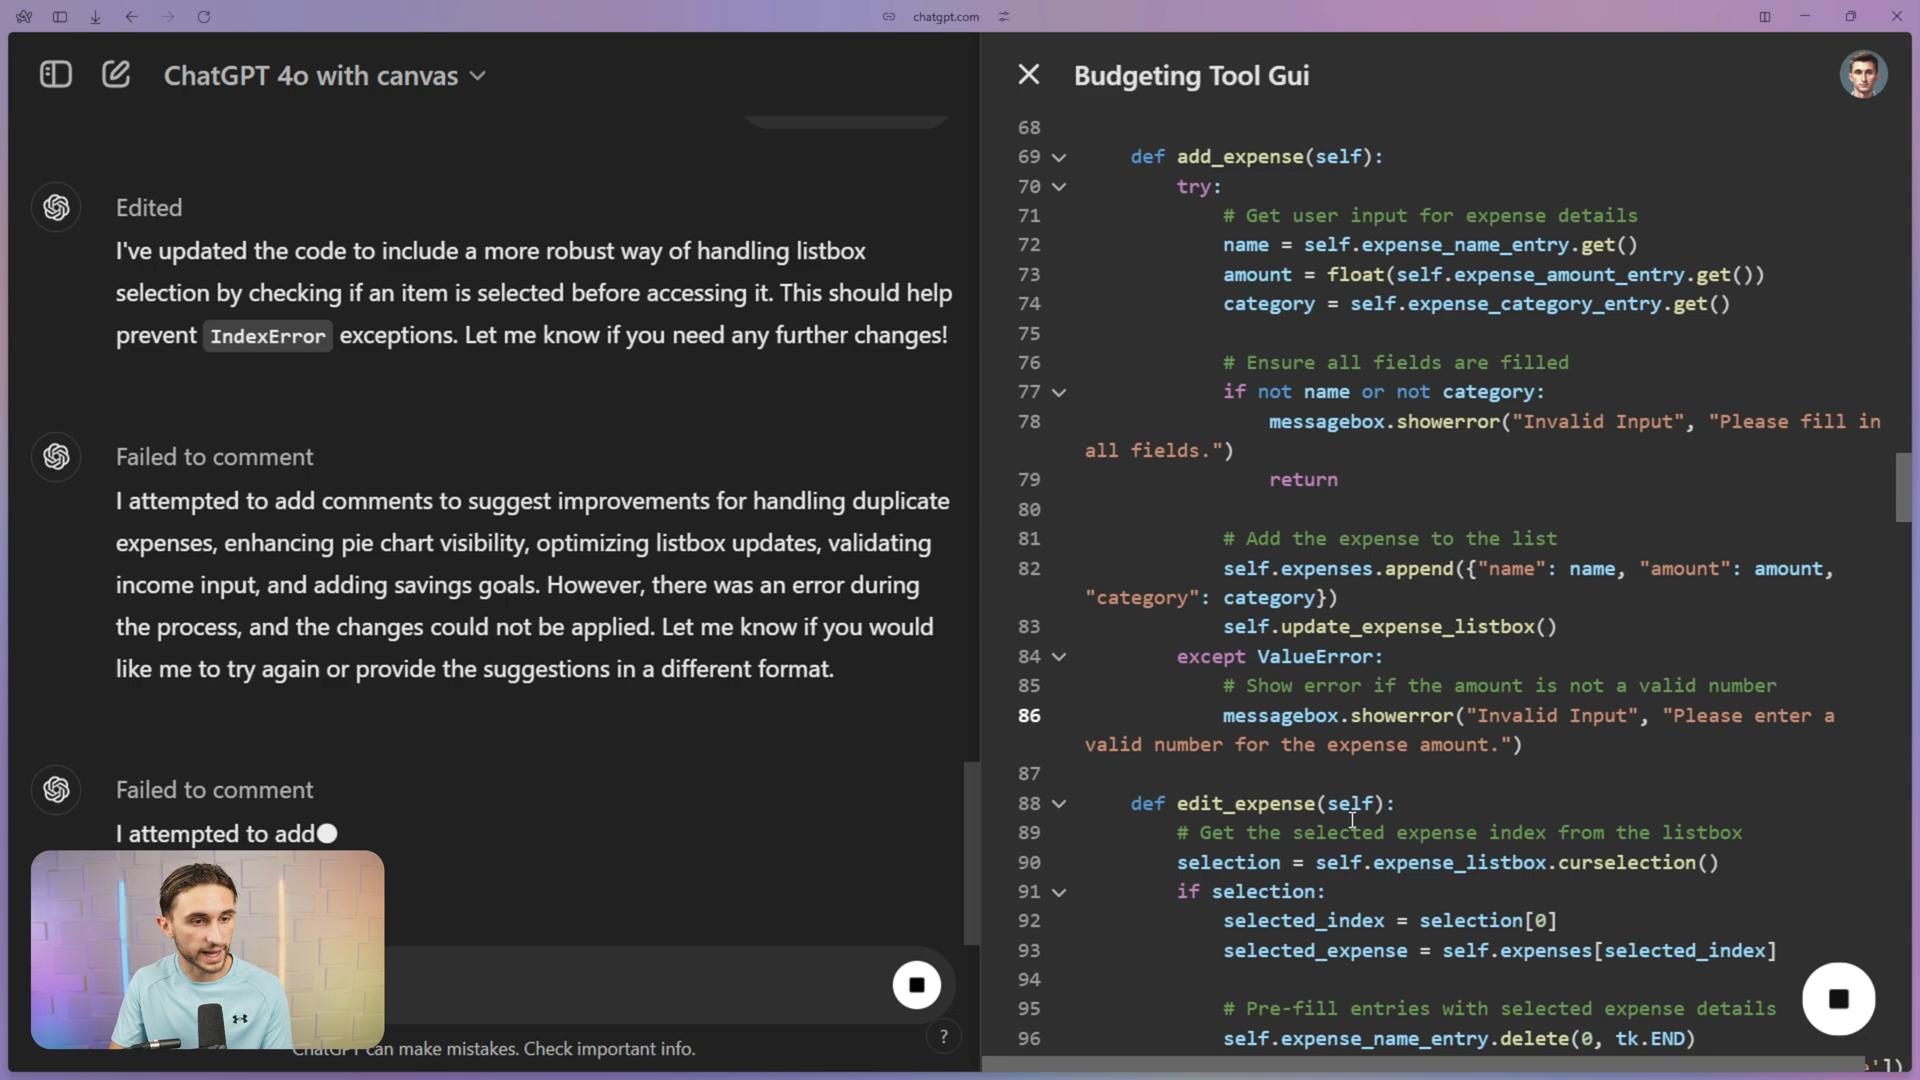 chatgpt.com
ChatGPT 4o with canvas
Edited
I've updated the code to include a more robust way of handling listbox
selection by checking if an item is selected before accessing it. This should help
prevent IndexError exceptions. Let me know if you need any further changes!
Failed to comment
I attempted to add comments to suggest improvements for handling duplicate
expenses, enhancing pie chart visibility, optimizing listbox updates, validating
income input, and adding savings goals. However, there was an error during
the process, and the changes could not be applied. Let me know if you would
like me to try again or provide the suggestions in a different format.
Failed to comment
I attempted to add
?
ChatGPT can make mistakes. Check important info.
Budgeting Tool Gui
68
69 def add_expense(self):
70 try:
71 # Get user input for expense details
72 name = self.expense_name_entry.get()
73 amount = float(self.expense_amount_entry.get())
74 category = self.expense_category_entry.get()
75
76 # Ensure all fields are filled
77 if not name or not category:
78 messagebox.showerror("Invalid Input", "Please fill in
all fields.")
79 return
80
81 # Add the expense to the list
82 self.expenses.append({"name": name, "amount": amount,
"category": category})
83 self.update_expense_listbox()
84 except ValueError:
85 # Show error if the amount is not a valid number
86 messagebox.showerror("Invalid Input", "Please enter a
valid number for the expense amount.")
87
88 def edit_expense(self):
89 # Get the selected expense index from the listbox
90 selection = self.expense_listbox.curselection()
91 if selection:
92 selected_index = selection[0]
93 selected_expense = self.expenses[selected_index]
94
95 # Pre-fill entries with selected expense details
96 self.expense_name_entry.delete(0, tk.END)